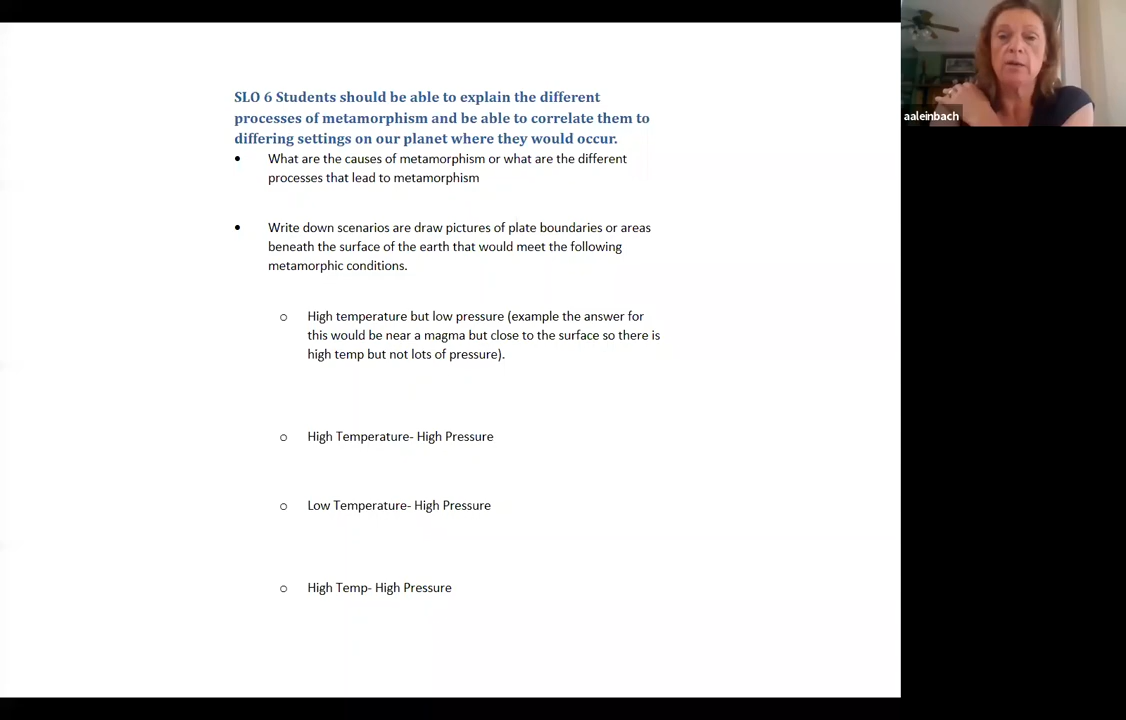 SLO 6 Students should be able to explain the different
processes of metamorphism and be able to correlate them to
differing settings on our planet where they would occur.
• What are the causes of metamorphism or what are the different
processes that lead to metamorphism
• Write down scenarios are draw pictures of plate boundaries or areas
beneath the surface of the earth that would meet the following
metamorphic conditions.
o High temperature but low pressure (example the answer for
this would be near a magma but close to the surface so there is
high temp but not lots of pressure).
o High Temperature- High Pressure
o Low Temperature- High Pressure
o High Temp- High Pressure
aaleinbach